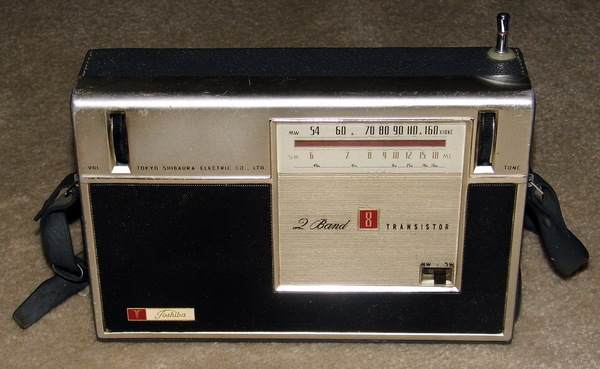 MW 54 60 70 80 90 110 160 X10KC
SW 6 7 8 9 10 12 15 18 MC
VOL TOKYO SHIBAURA ELECTRIC CO., LTD. TUNE
2 Band 8 TRANSISTOR
MW SW
Toshiba